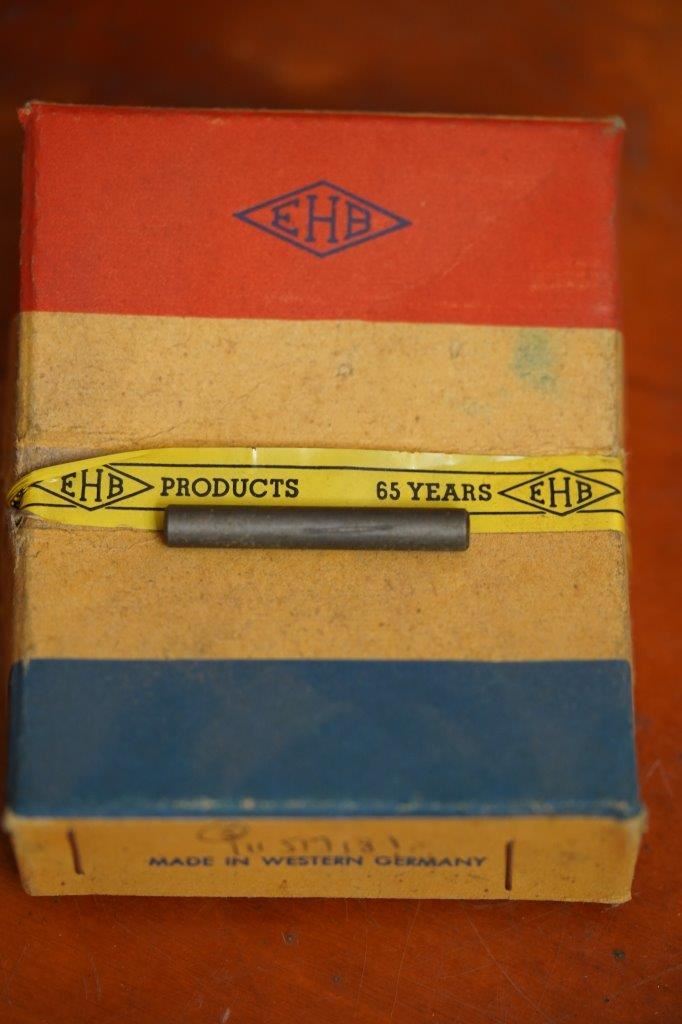 EHB
EHB PRODUCTS 65 YEARS EHB
MADE IN WESTERN GERMANY